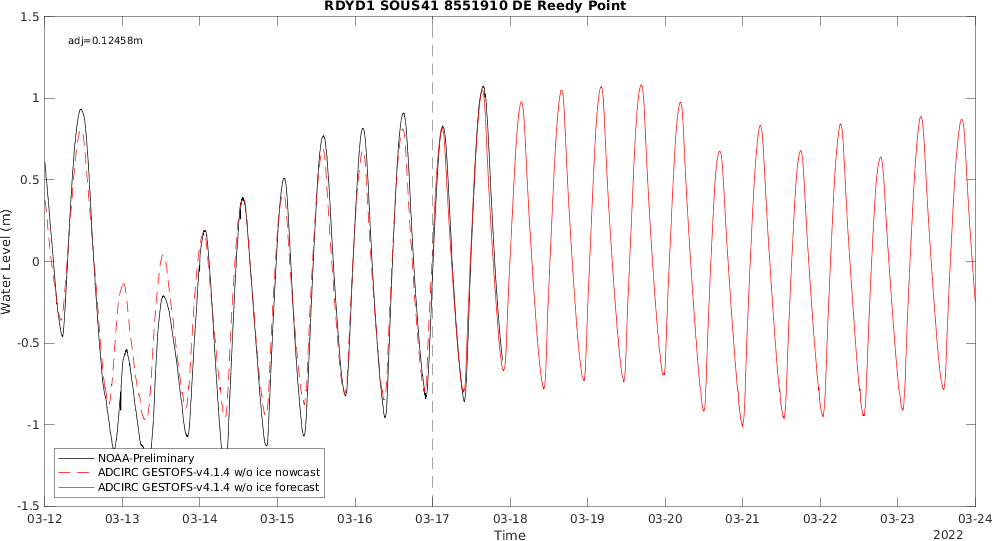 RDYD1 SOUS41 8551910 DE Reedy Point
adj=0.12458m
Water Level (m)
1.5
1
0.5
0
-0.5
-1
-1.5
NOAA-Preliminary
ADCIRC GESTOFS-v4.1.4 w/o ice nowcast
ADCIRC GESTOFS-v4.1.4 w/o ice forecast
03-12 03-13 03-14 03-15 03-16 03-17 03-18 03-19 03-20 03-21 03-22 03-23 03-24
Time
2022